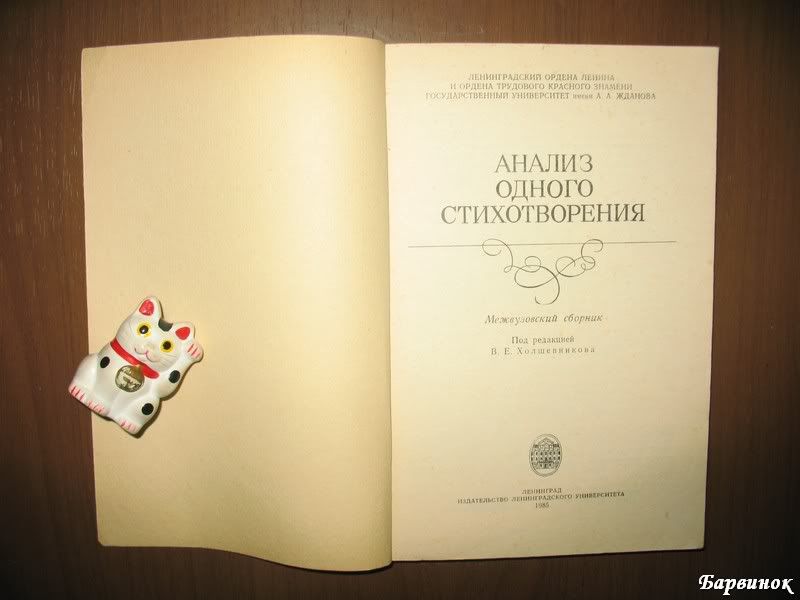 ЛЕНИНГРАДСКИЙ ОРДЕНА ЛЕНИНА
И ОРДЕНА ТРУДОВОГО КРАСНОГО ЗНАМЕНИ
ГОСУДАРСТВЕННЫЙ УНИВЕРСИТЕТ имени А. А. ЖДАНОВА
АНАЛИЗ
ОДНОГО
СТИХОТВОРЕНИЯ
Межвузовский сборник
Под редакцией
В. Е. Холшевникова
ЛЕНИНГРАД
ИЗДАТЕЛЬСТВО ЛЕНИНГРАДСКОГО УНИВЕРСИТЕТА
1985
Барвинок